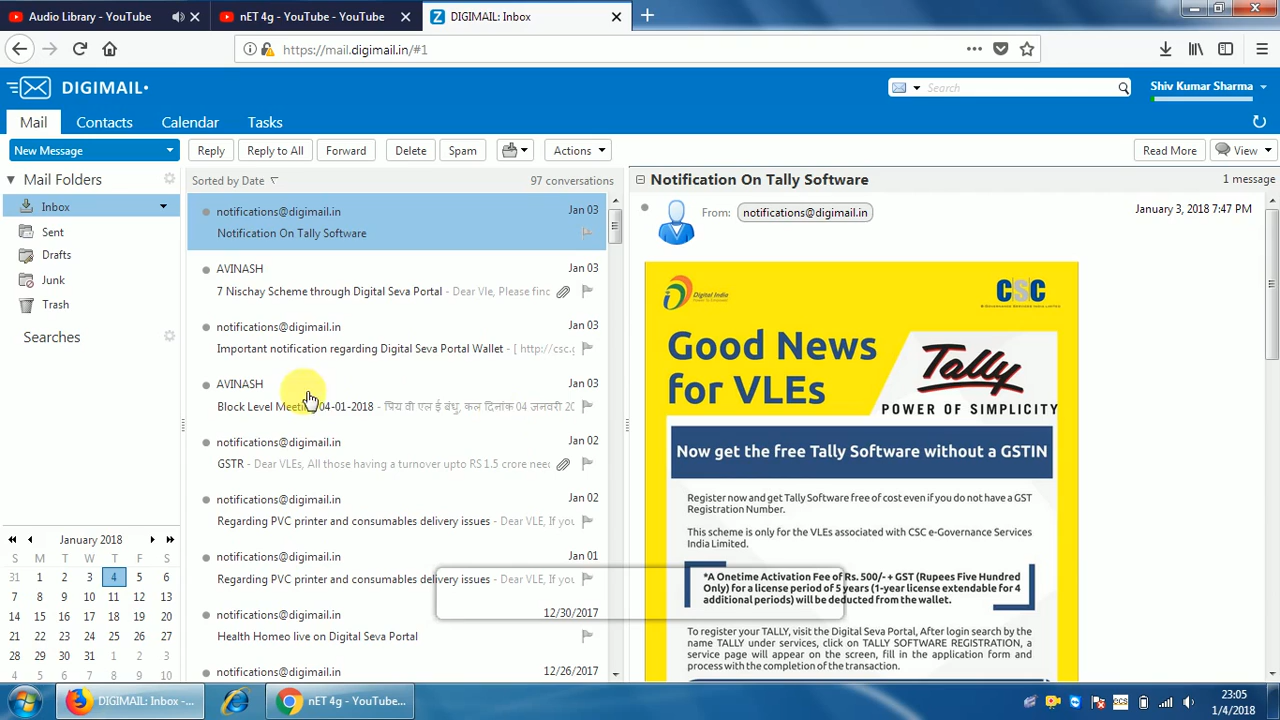 Audio Library - YouTube
nET 4g - YouTube - YouTube
DIGIMAIL: Inbox
https://mail.digimail.in/#1
DIGIMAIL
Search
Shiv Kumar Sharma
Mail Contacts Calendar Tasks
New Message
Reply Reply to All Forward Delete Spam Actions Read More View
Mail Folders
Inbox
Sent
Drafts
Junk
Trash
Searches
Sorted by Date 97 conversations
notifications@digimail.in Jan 03
Notification On Tally Software
AVINASH Jan 03
7 Nischay Scheme through Digital Seva Portal - Dear Vle, Please finc
notifications@digimail.in Jan 03
Important notification regarding Digital Seva Portal Wallet - [ http://csc.g
AVINASH Jan 03
Block Level Meeting 04-01-2018 - प्रिय वी एल ई बंधु, कल दिनांक 04 जनवरी 20
notifications@digimail.in Jan 02
GSTR - Dear VLEs, All those having a turnover upto RS 1.5 crore neec
notifications@digimail.in Jan 02
Regarding PVC printer and consumables delivery issues - Dear VLE, If you
notifications@digimail.in Jan 01
Regarding PVC printer and consumables delivery issues - Dear VLE, If you
notifications@digimail.in 12/30/2017
Health Homeo live on Digital Seva Portal
notifications@digimail.in 12/26/2017
Notification On Tally Software 1 message
From: notifications@digimail.in January 3, 2018 7:47 PM
Digital India
CSC
Good News
for VLEs
Tally
POWER OF SIMPLICITY
Now get the free Tally Software without a GSTIN
Register now and get Tally Software free of cost even if you do not have a GST
Registration Number.
This scheme is only for the VLEs associated with CSC e-Governance Services
India Limited.
*A Onetime Activation Fee of Rs. 500/- + GST (Rupees Five Hundred
Only) for a license period of 5 years (1-year license extendable for 4
additional periods) will be deducted from the wallet.
To register your TALLY, visit the Digital Seva Portal, After login search by the
name TALLY under services, click on TALLY SOFTWARE REGISTRATION, a
service page will appear on the screen, fill in the application form and
process with the completion of the transaction.
January 2018
S M T W T F S
31 1 2 3 4 5 6
7 8 9 10 11 12 13
14 15 16 17 18 19 20
21 22 23 24 25 26 27
28 29 30 31 1 2 3
4 5 6 7 8 9 10
DIGIMAIL: Inbox -...
nET 4g - YouTube...
23:05
1/4/2018